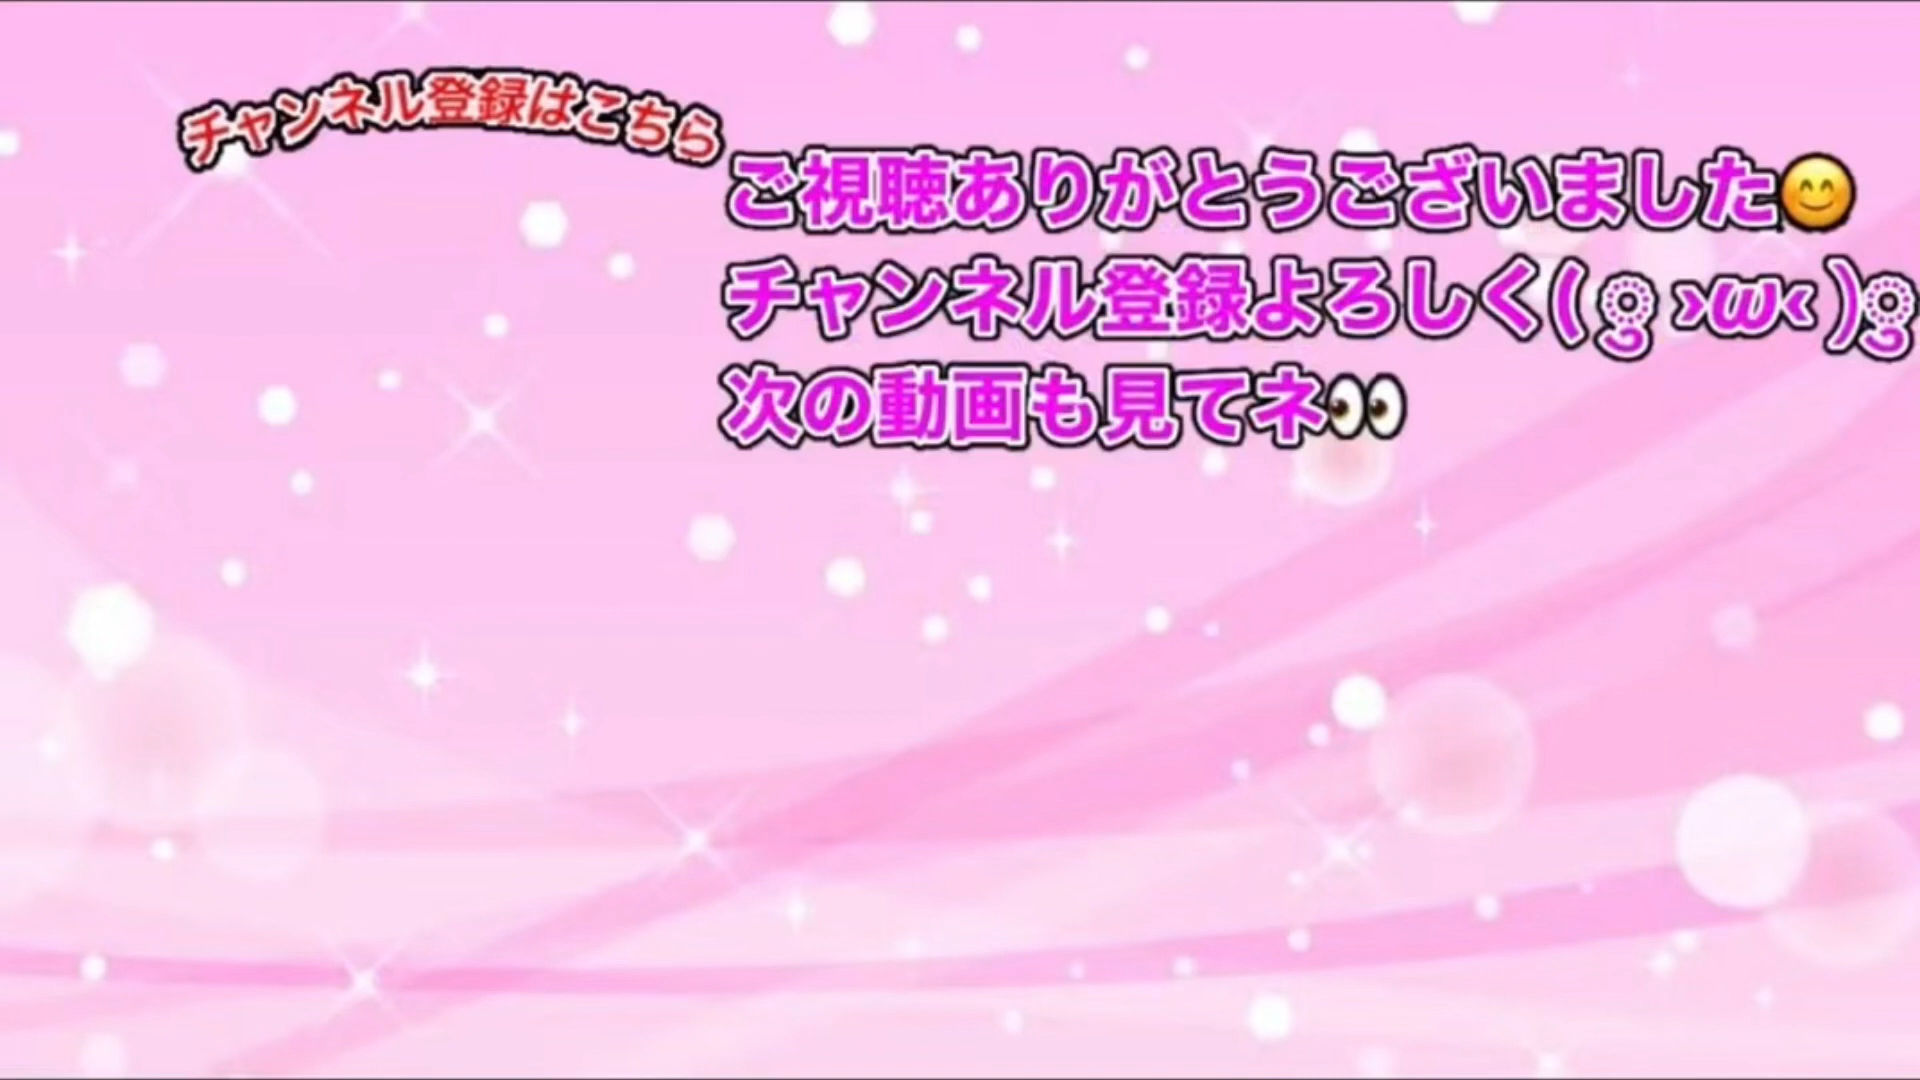 チャンネル登録はこちら
ご視聴ありがとうございました😊
チャンネル登録よろしく( ༘ ›ω‹ )༘
次の動画も見てネ👀